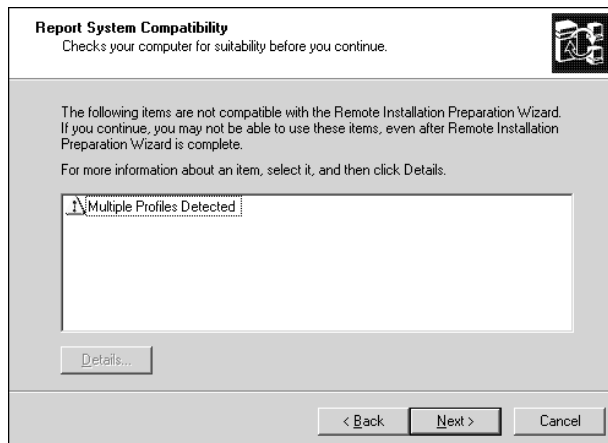 Report System Compatibility
Checks your computer for suitability before you continue.
The following items are not compatible with the Remote Installation Preparation Wizard.
If you continue, you may not be able to use these items, even after Remote Installation
Preparation Wizard is complete.
For more information about an item, select it, and then click Details.
Multiple Profiles Detected
Details...
< Back
Next >
Cancel